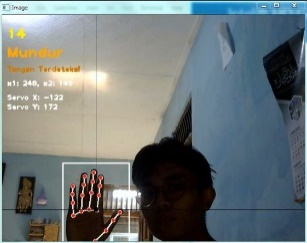 Image
14
Mundur
Tangan Terdeteksi
Servo X: -122
Servo Y: 172